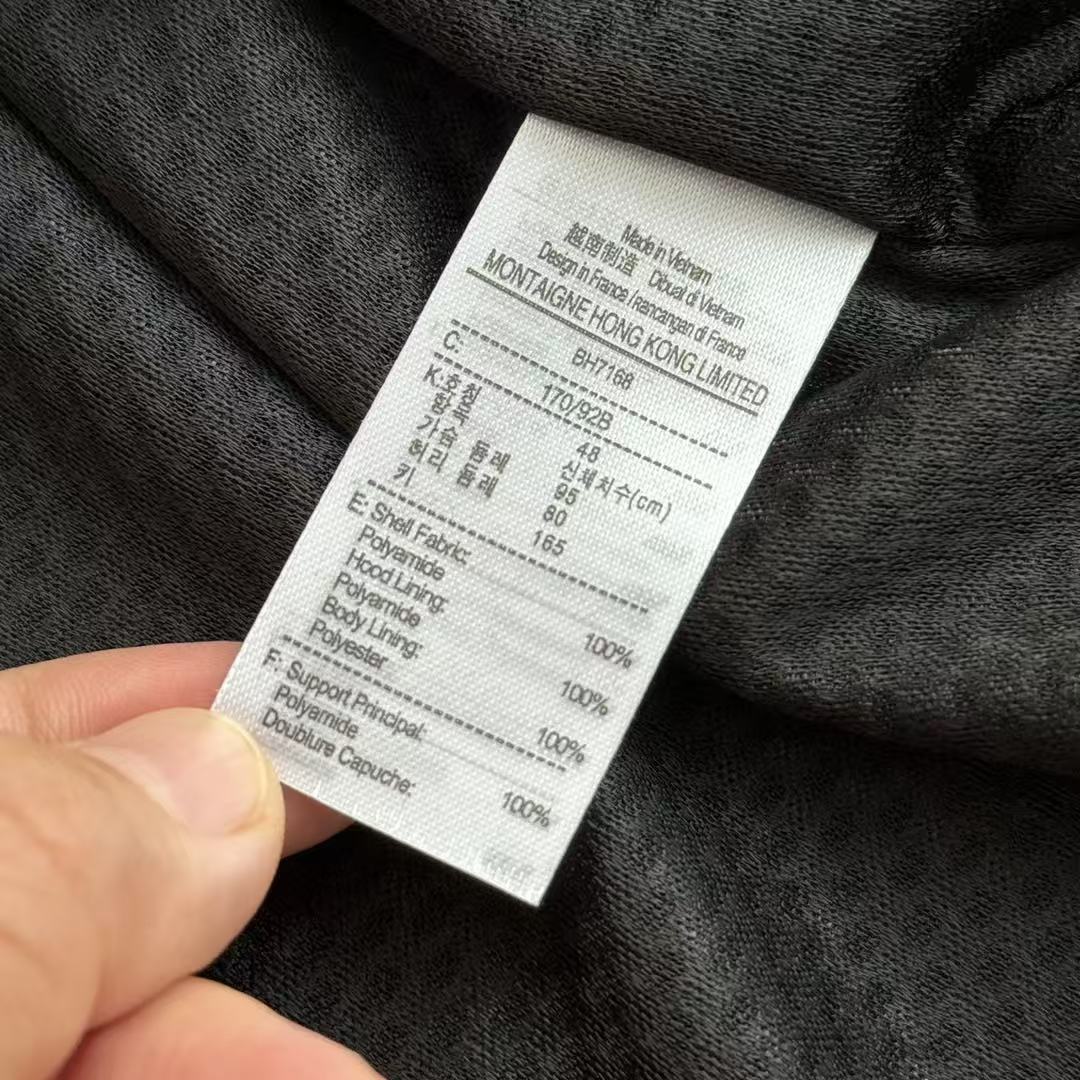 Made in Vietnam
越南制造 Dibuat di Vietnam
Design in France / Rancangan di France
MONTAIGNE HONG KONG LIMITED
BH7168
C: 170/92B
K:호칭 48
항목 신체치수(cm)
가슴 둘레 95
허리 둘레 80
키 165
E: Shell Fabric:
Polyamide 100%
Hood Lining:
Polyamide 100%
Body Lining:
Polyester 100%
F: Support Principal:
Polyamide 100%
Doublure Capuche: